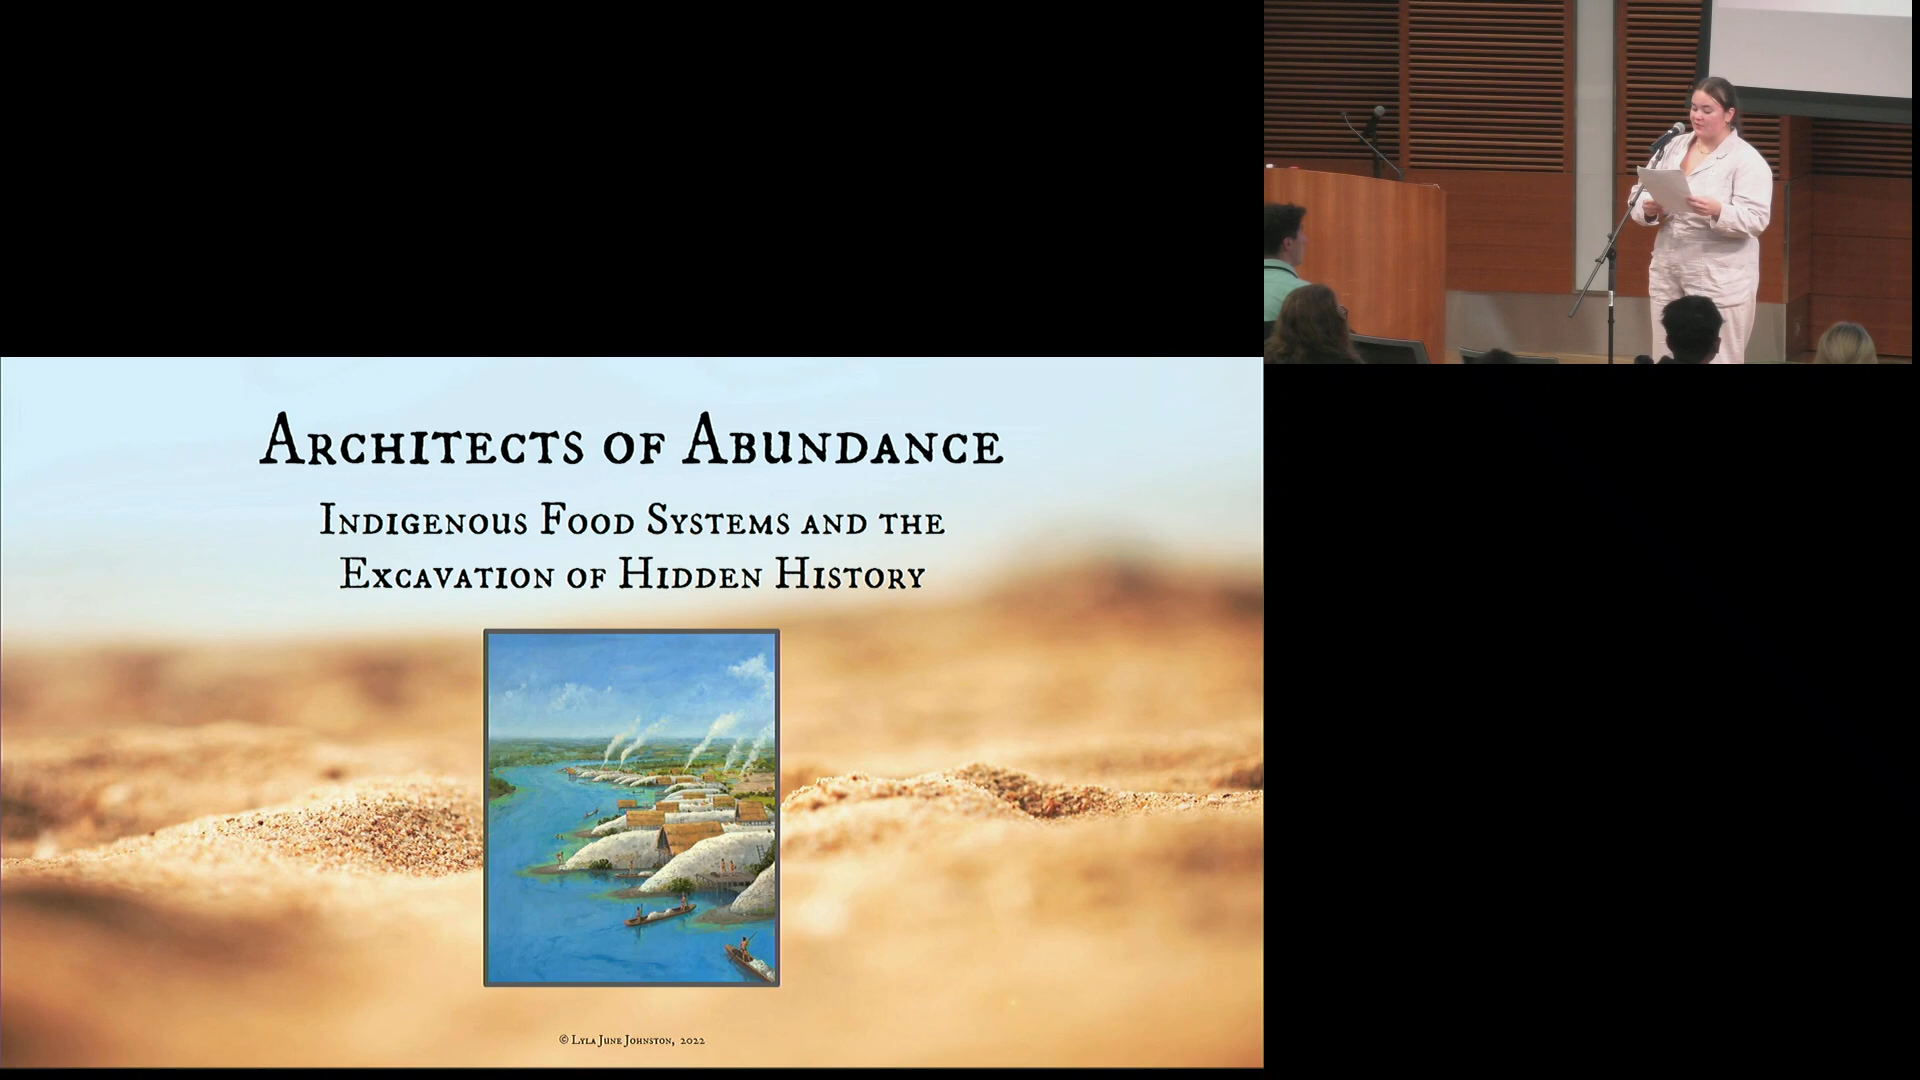 Architects of Abundance
Indigenous Food Systems and the
Excavation of Hidden History
© Lyla June Johnston, 2022